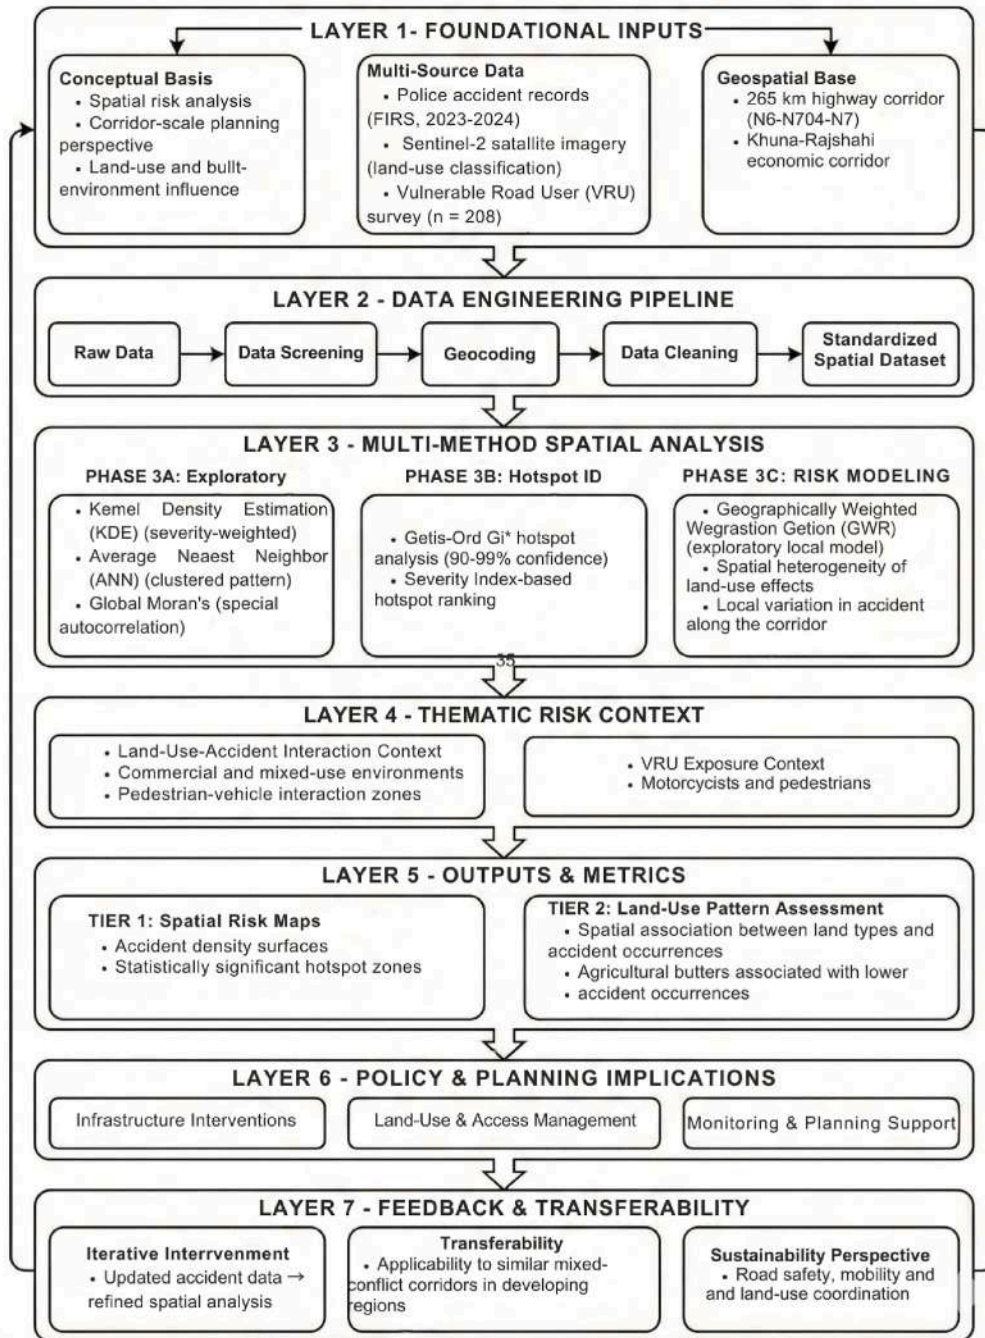 LAYER 1- FOUNDATIONAL INPUTS
Conceptual Basis
• Spatial risk analysis
• Corridor-scale planning
perspective
• Land-use and built-
environment influence
Multi-Source Data
• Police accident records
(FIRS, 2023-2024)
• Sentinel-2 satallite imagery
(land-use classification)
• Vulnerable Road User (VRU)
survey (n = 208)
Geospatial Base
• 265 km highway corridor
(N6-N704-N7)
• Khuna-Rajshahi
economic corridor
LAYER 2 - DATA ENGINEERING PIPELINE
Raw Data
Data Screening
Geocoding
Data Cleaning
Standardized
Spatial Dataset
LAYER 3 - MULTI-METHOD SPATIAL ANALYSIS
PHASE 3A: Exploratory
• Kemel Density Estimation
(KDE) (severity-weighted)
• Average Neaest Neighbor
(ANN) (clustered pattern)
• Global Moran's (special
autocorrelation)
PHASE 3B: Hotspot ID
• Getis-Ord Gi* hotspot
analysis (90-99% confidence)
• Severity Index-based
hotspot ranking
PHASE 3C: RISK MODELING
• Geographically Weighted
Wegrastion Getion (GWR)
(exploratory local model)
• Spatial heterogeneity of
land-use effects
• Local variation in accident
along the corridor
35
LAYER 4 - THEMATIC RISK CONTEXT
• Land-Use-Accident Interaction Context
• Commercial and mixed-use environments
• Pedestrian-vehicle interaction zones
• VRU Exposure Context
• Motorcycists and pedestrians
LAYER 5 - OUTPUTS & METRICS
TIER 1: Spatial Risk Maps
• Accident density surfaces
• Statistically significant hotspot zones
TIER 2: Land-Use Pattern Assessment
• Spatial association between land types and
accident occurrences
• Agricultural butters associated with lower
• accident occurrences
LAYER 6 - POLICY & PLANNING IMPLICATIONS
Infrastructure Interventions
Land-Use & Access Management
Monitoring & Planning Support
LAYER 7 - FEEDBACK & TRANSFERABILITY
Iterative Interrvenment
• Updated accident data →
refined spatial analysis
Transferability
• Applicability to similar mixed-
conflict corridors in developing
regions
Sustainability Perspective
• Road safety, mobility and
and land-use coordination